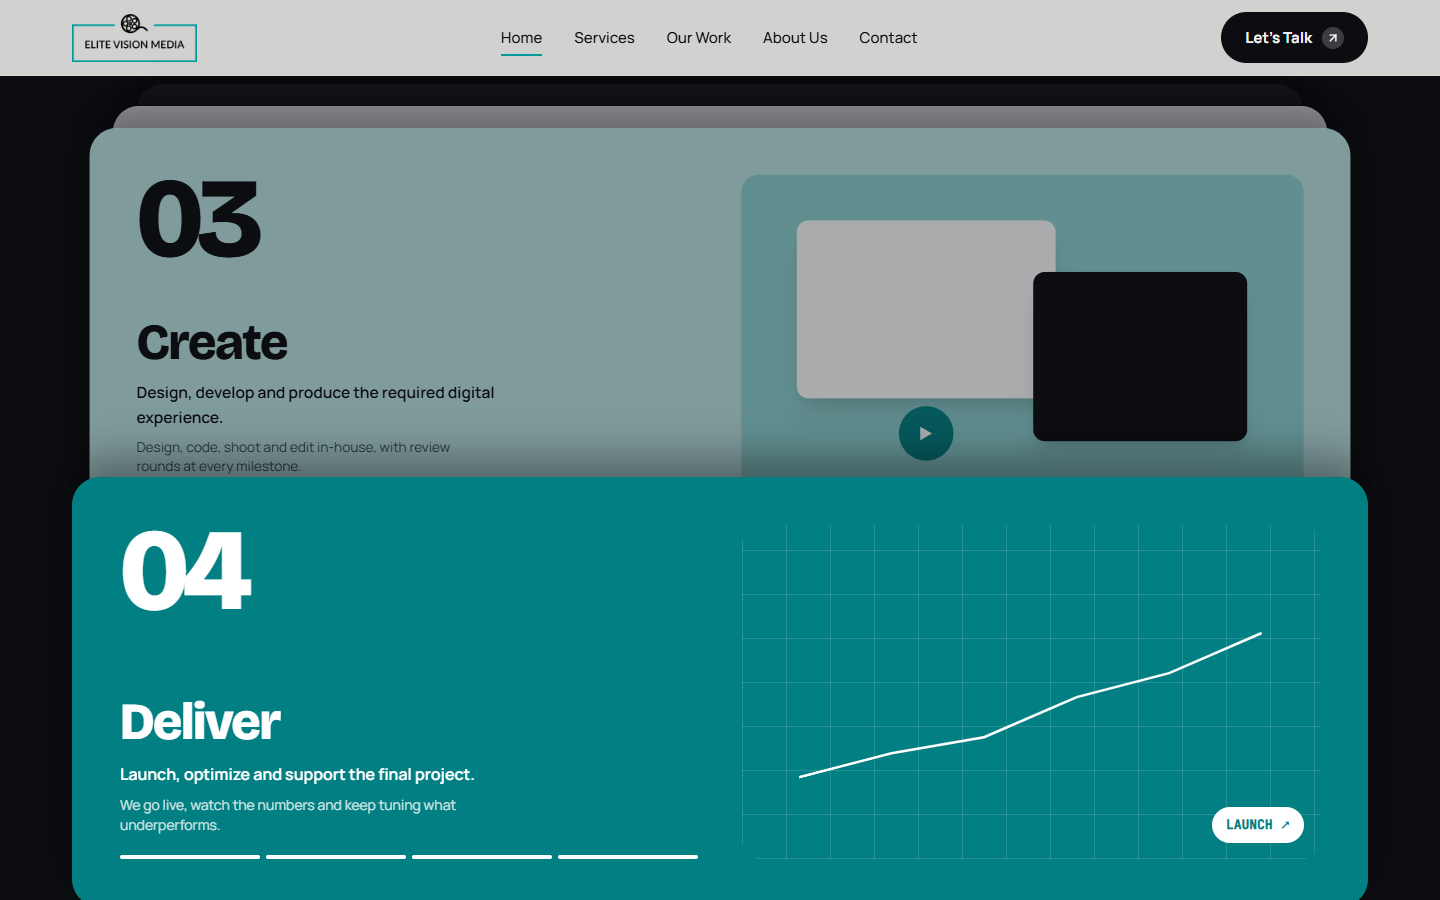 ELITE VISION MEDIA
Home
Services
Our Work
About Us
Contact
Let's Talk
03
Create
Design, develop and produce the required digital
experience.
Design, code, shoot and edit in-house, with review
rounds at every milestone.
04
Deliver
Launch, optimize and support the final project.
We go live, watch the numbers and keep tuning what
underperforms.
LAUNCH ↗